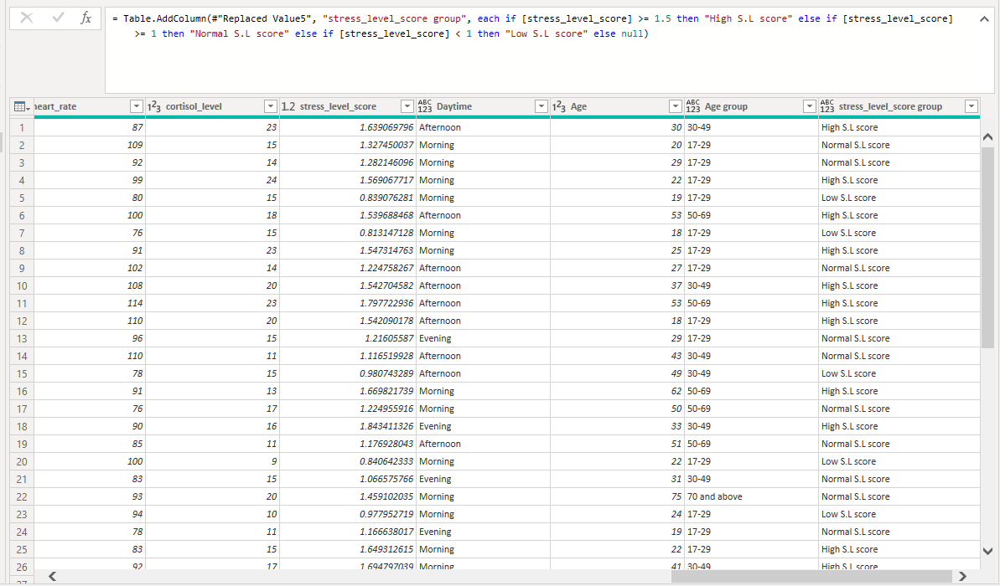 fx = Table.AddColumn(#"Replaced Value5", "stress_level_score group", each if [stress_level_score] >= 1.5 then "High S.L score" else if [stress_level_score]
>= 1 then "Normal S.L score" else if [stress_level_score] < 1 then "Low S.L score" else null)
heart_rate 1²3 cortisol_level 1.2 stress_level_score ABC 123 Daytime 1²3 Age ABC 123 Age group ABC 123 stress_level_score group
1 87 23 1.639069796 Afternoon 30 30-49 High S.L score
2 109 15 1.327450037 Morning 20 17-29 Normal S.L score
3 92 14 1.282146096 Morning 29 17-29 Normal S.L score
4 99 24 1.569067717 Morning 22 17-29 High S.L score
5 80 15 0.839076281 Morning 19 17-29 Low S.L score
6 100 18 1.539688468 Afternoon 53 50-69 High S.L score
7 76 15 0.813147128 Morning 18 17-29 Low S.L score
8 91 23 1.547314763 Morning 25 17-29 High S.L score
9 102 14 1.224758267 Afternoon 27 17-29 Normal S.L score
10 108 20 1.542704582 Afternoon 37 30-49 High S.L score
11 114 23 1.797722936 Afternoon 53 50-69 High S.L score
12 110 20 1.542090178 Afternoon 18 17-29 High S.L score
13 96 15 1.21605587 Evening 29 17-29 Normal S.L score
14 110 11 1.116519928 Afternoon 43 30-49 Normal S.L score
15 78 15 0.980743289 Afternoon 49 30-49 Low S.L score
16 91 13 1.669821739 Morning 62 50-69 High S.L score
17 76 17 1.224955916 Morning 50 50-69 Normal S.L score
18 90 16 1.843411326 Evening 33 30-49 High S.L score
19 85 11 1.176928043 Afternoon 51 50-69 Normal S.L score
20 100 9 0.840642333 Morning 22 17-29 Low S.L score
21 83 15 1.066575766 Evening 31 30-49 Normal S.L score
22 93 20 1.459102035 Morning 75 70 and above Normal S.L score
23 94 10 0.977952719 Morning 24 17-29 Low S.L score
24 78 11 1.166638017 Evening 19 17-29 Normal S.L score
25 83 15 1.649312615 Morning 22 17-29 High S.L score
26 92 17 1.694797039 Morning 41 30-49 High S.L score
27